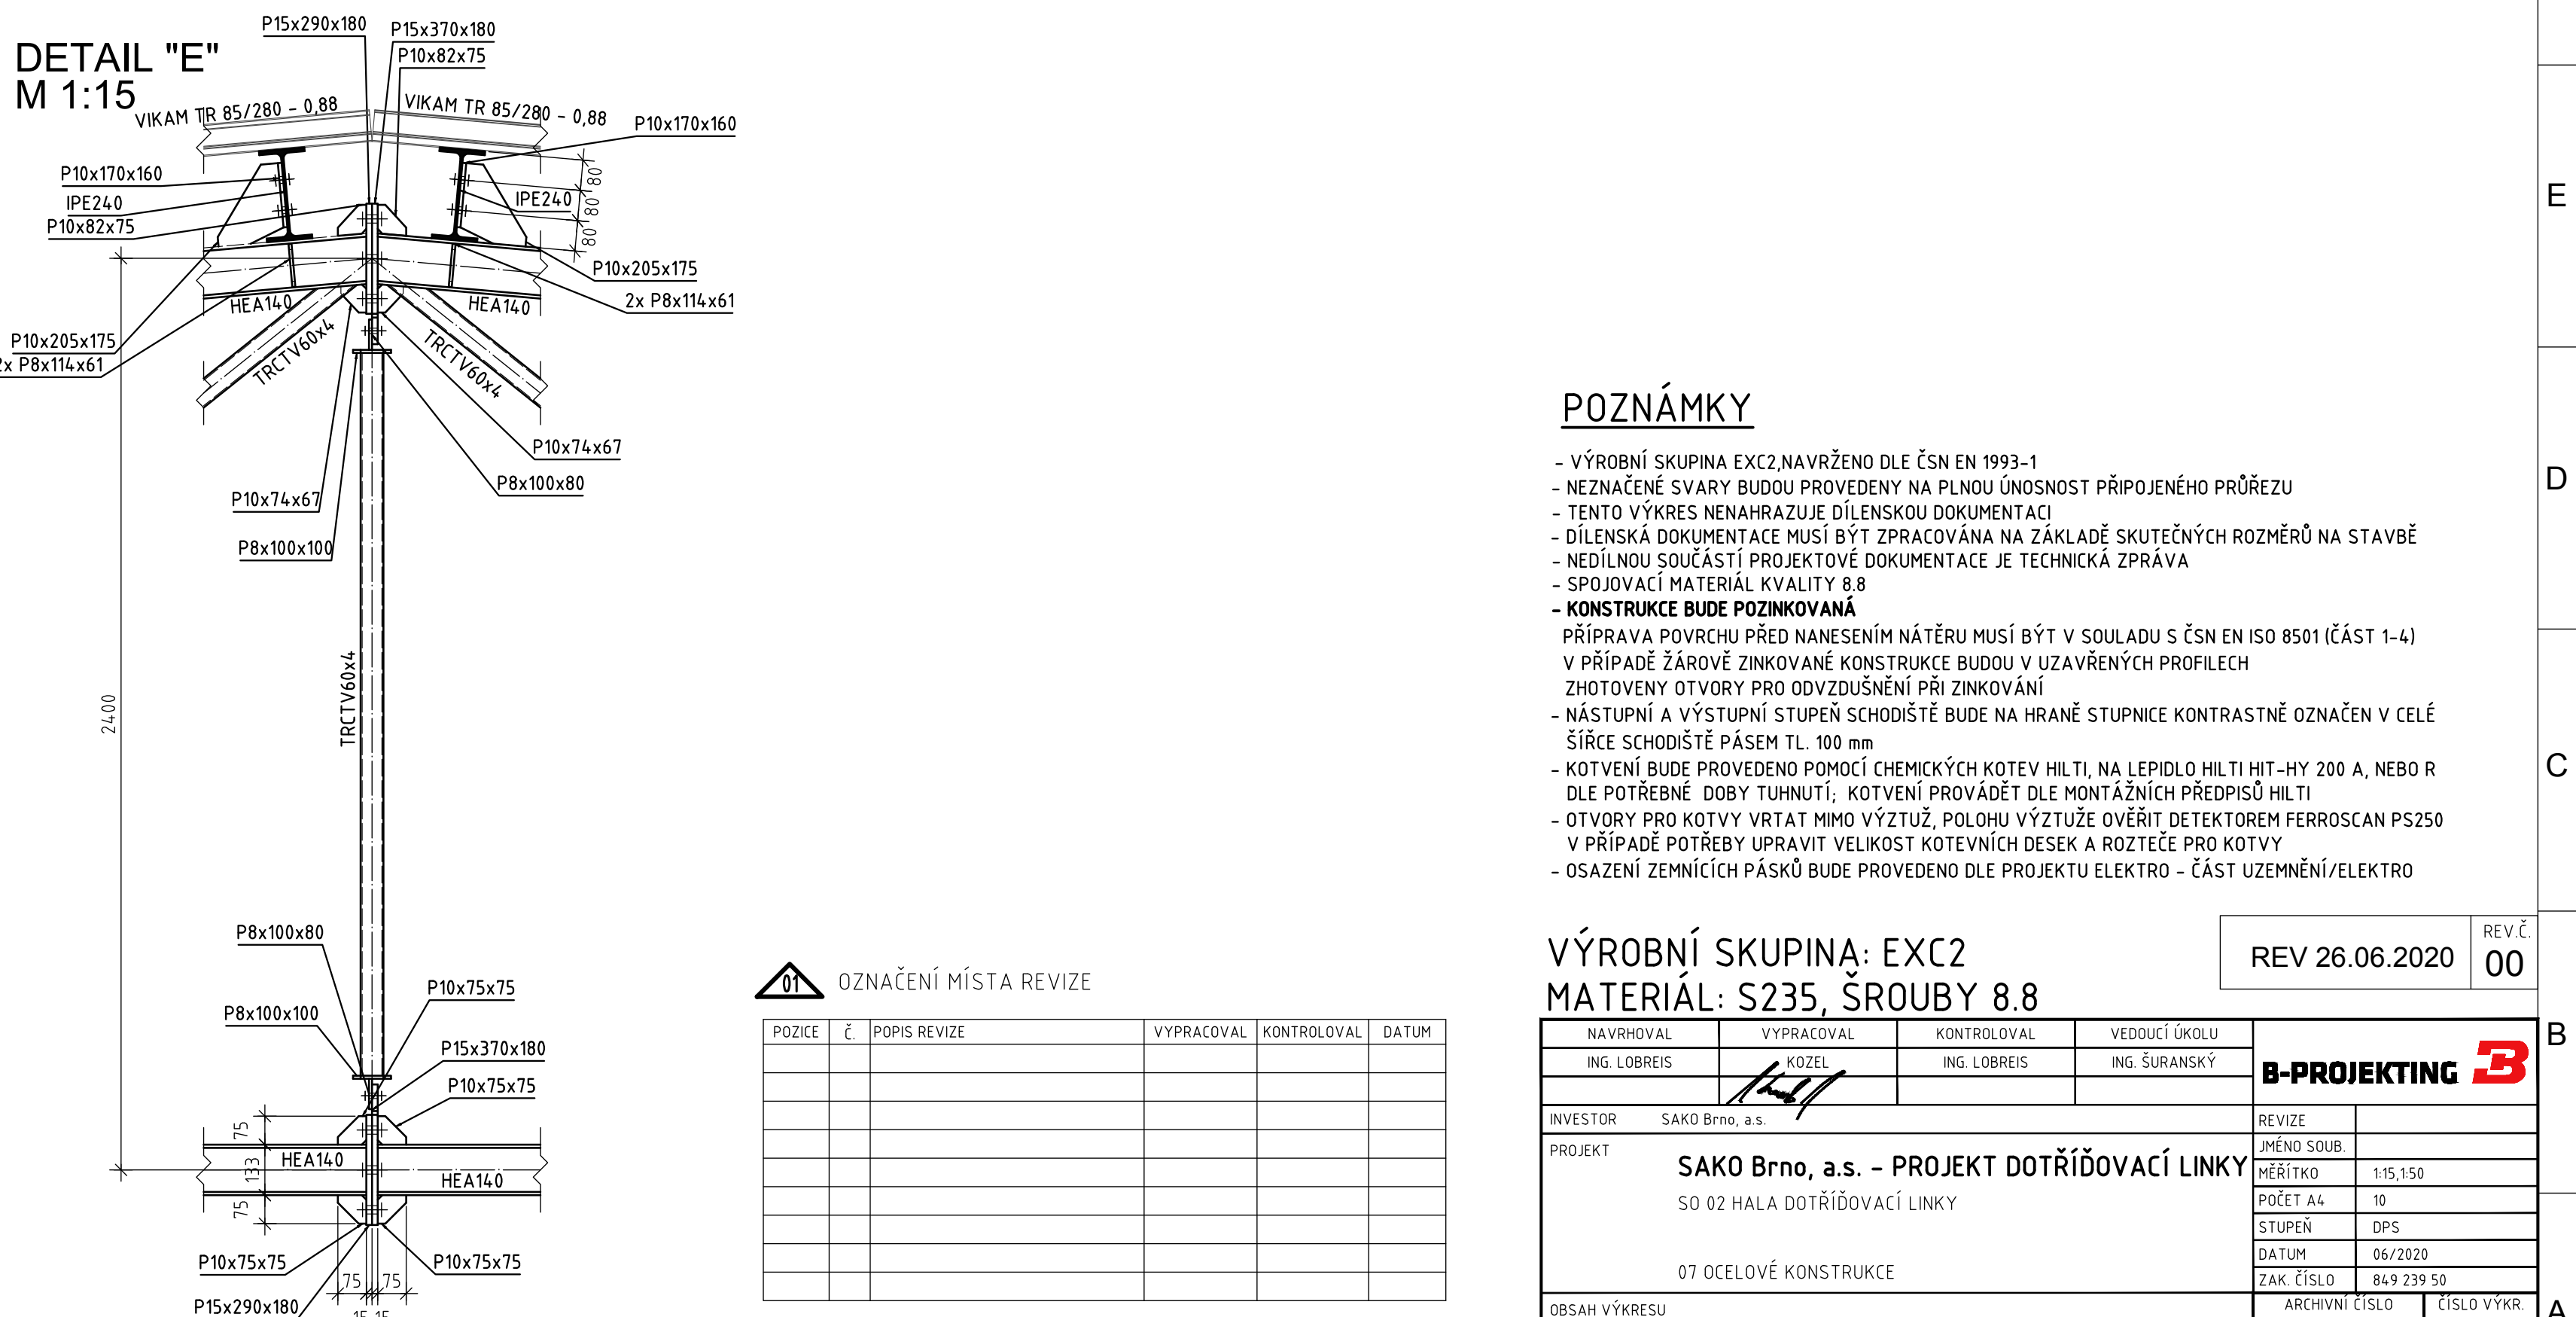 DETAIL "E"
M 1:15
P15x290x180
P15x370x180
P10x82x75
VIKAM TR 85/280 - 0,88
VIKAM TR 85/280 - 0,88
P10x170x160
P10x170x160
IPE240
P10x82x75
IPE240
80
80
80
P10x205x175
2x P8x114x61
HEA140
HEA140
P10x205x175
2x P8x114x61
TRCTV60x4
TRCTV60x4
P10x74x67
P8x100x80
P10x74x67
P8x100x100
TRCTV60x4
2400
P8x100x80
P10x75x75
P8x100x100
P15x370x180
P10x75x75
75
133
75
HEA140
HEA140
P10x75x75
P10x75x75
75 75
15 15
P15x290x180
01 OZNAČENÍ MÍSTA REVIZE
POZICE Č. POPIS REVIZE VYPRACOVAL KONTROLOVAL DATUM
POZNÁMKY
- VÝROBNÍ SKUPINA EXC2,NAVRŽENO DLE ČSN EN 1993-1
- NEZNAČENÉ SVARY BUDOU PROVEDENY NA PLNOU ÚNOSNOST PŘIPOJENÉHO PRŮŘEZU
- TENTO VÝKRES NENAHRAZUJE DÍLENSKOU DOKUMENTACI
- DÍLENSKÁ DOKUMENTACE MUSÍ BÝT ZPRACOVÁNA NA ZÁKLADĚ SKUTEČNÝCH ROZMĚRŮ NA STAVBĚ
- NEDÍLNOU SOUČÁSTÍ PROJEKTOVÉ DOKUMENTACE JE TECHNICKÁ ZPRÁVA
- SPOJOVACÍ MATERIÁL KVALITY 8.8
- KONSTRUKCE BUDE POZINKOVANÁ
PŘÍPRAVA POVRCHU PŘED NANESENÍM NÁTĚRU MUSÍ BÝT V SOULADU S ČSN EN ISO 8501 (ČÁST 1-4)
V PŘÍPADĚ ŽÁROVĚ ZINKOVANÉ KONSTRUKCE BUDOU V UZAVŘENÝCH PROFILECH
ZHOTOVENY OTVORY PRO ODVZDUŠNĚNÍ PŘI ZINKOVÁNÍ
- NÁSTUPNÍ A VÝSTUPNÍ STUPEŇ SCHODIŠTĚ BUDE NA HRANĚ STUPNICE KONTRASTNĚ OZNAČEN V CELÉ
ŠÍŘCE SCHODIŠTĚ PÁSEM TL. 100 mm
- KOTVENÍ BUDE PROVEDENO POMOCÍ CHEMICKÝCH KOTEV HILTI, NA LEPIDLO HILTI HIT-HY 200 A, NEBO R
DLE POTŘEBNÉ DOBY TUHNUTÍ; KOTVENÍ PROVÁDĚT DLE MONTÁŽNÍCH PŘEDPISŮ HILTI
- OTVORY PRO KOTVY VRTAT MIMO VÝZTUŽ, POLOHU VÝZTUŽE OVĚŘIT DETEKTOREM FERROSCAN PS250
V PŘÍPADĚ POTŘEBY UPRAVIT VELIKOST KOTEVNÍCH DESEK A ROZTEČE PRO KOTVY
- OSAZENÍ ZEMNÍCÍCH PÁSKŮ BUDE PROVEDENO DLE PROJEKTU ELEKTRO - ČÁST UZEMNĚNÍ/ELEKTRO
VÝROBNÍ SKUPINA: EXC2
MATERIÁL: S235, ŠROUBY 8.8
REV 26.06.2020
REV.Č.
00
NAVRHOVAL VYPRACOVAL KONTROLOVAL VEDOUCÍ ÚKOLU
ING. LOBREIS KOZEL ING. LOBREIS ING. ŠURANSKÝ
B-PROJEKTING
INVESTOR SAKO Brno, a.s.
PROJEKT
SAKO Brno, a.s. - PROJEKT DOTŘÍĎOVACÍ LINKY
SO 02 HALA DOTŘÍĎOVACÍ LINKY
07 OCELOVÉ KONSTRUKCE
REVIZE
JMÉNO SOUB.
MĚŘÍTKO 1:15,1:50
POČET A4 10
STUPEŇ DPS
DATUM 06/2020
ZAK. ČÍSLO 849 239 50
OBSAH VÝKRESU
ARCHIVNÍ ČÍSLO ČÍSLO VÝKR.
E
D
C
B
A